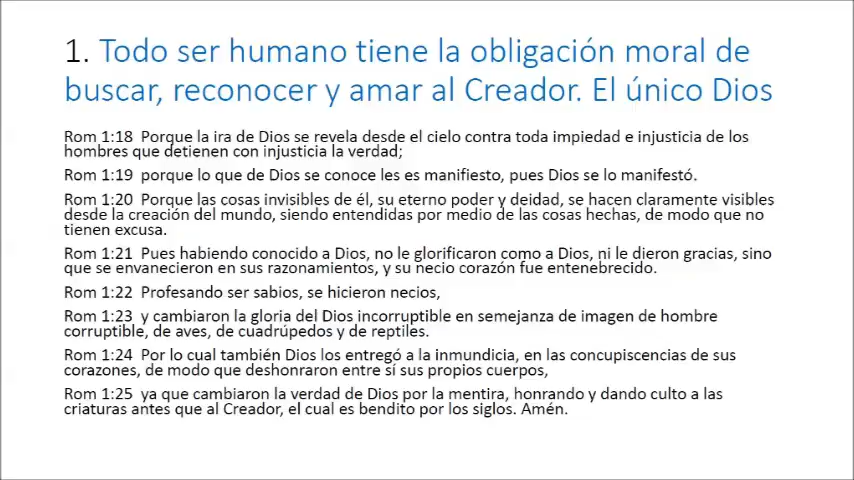 1. Todo ser humano tiene la obligación moral de
buscar, reconocer y amar al Creador. El único Dios
Rom 1:18 Porque la ira de Dios se revela desde el cielo contra toda impiedad e injusticia de los
hombres que detienen con injusticia la verdad;
Rom 1:19 porque lo que de Dios se conoce les es manifiesto, pues Dios se lo manifestó.
Rom 1:20 Porque las cosas invisibles de él, su eterno poder y deidad, se hacen claramente visibles
desde la creación del mundo, siendo entendidas por medio de las cosas hechas, de modo que no
tienen excusa.
Rom 1:21 Pues habiendo conocido a Dios, no le glorificaron como a Dios, ni le dieron gracias, sino
que se envanecieron en sus razonamientos, y su necio corazón fue entenebrecido.
Rom 1:22 Profesando ser sabios, se hicieron necios,
Rom 1:23 y cambiaron la gloria del Dios incorruptible en semejanza de imagen de hombre
corruptible, de aves, de cuadrúpedos y de reptiles.
Rom 1:24 Por lo cual también Dios los entregó a la inmundicia, en las concupiscencias de sus
corazones, de modo que deshonraron entre sí sus propios cuerpos,
Rom 1:25 ya que cambiaron la verdad de Dios por la mentira, honrando y dando culto a las
criaturas antes que al Creador, el cual es bendito por los siglos. Amén.